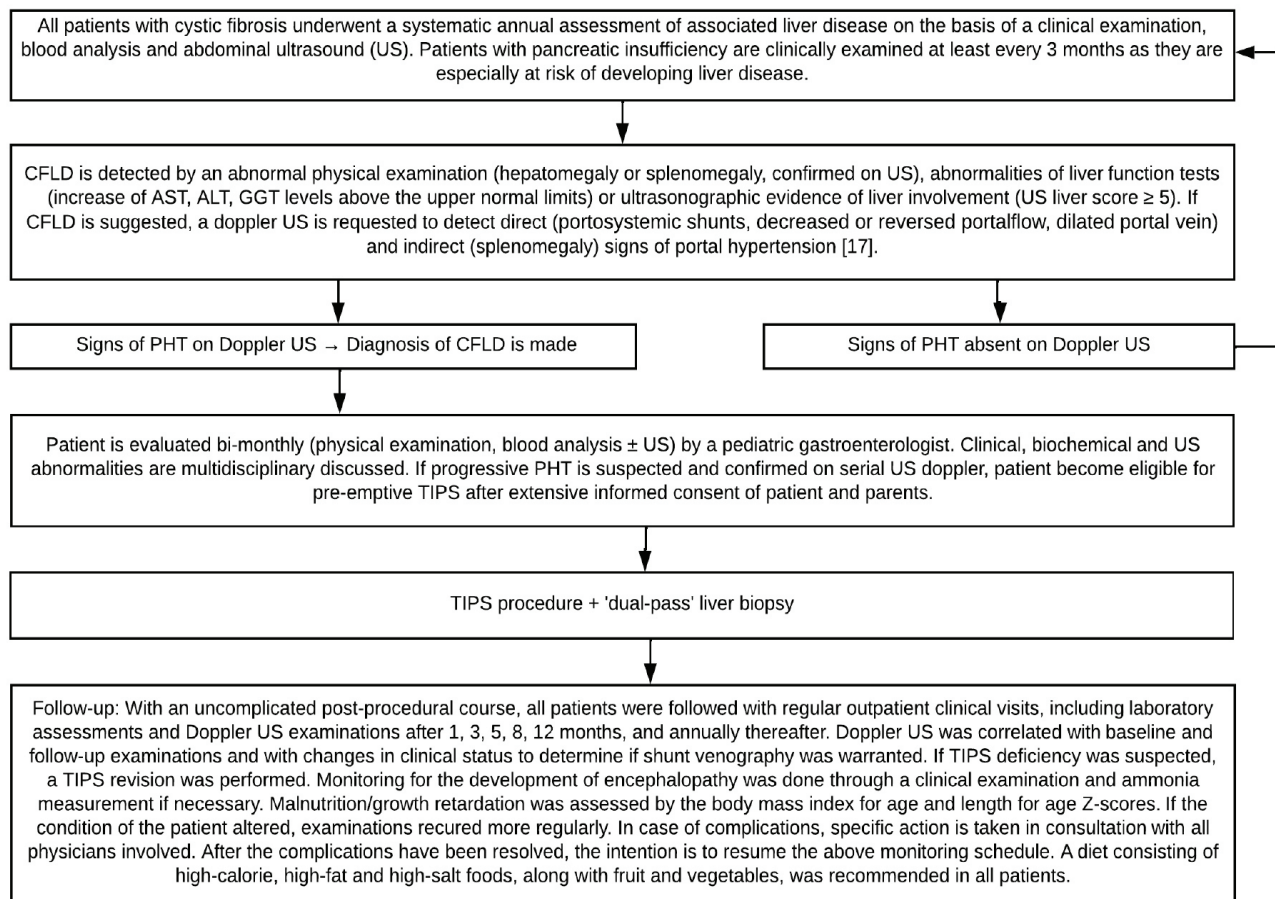 All patients with cystic fibrosis underwent a systematic annual assessment of associated liver disease on the basis of a clinical examination,
blood analysis and abdominal ultrasound (US). Patients with pancreatic insufficiency are clinically examined at least every 3 months as they are
especially at risk of developing liver disease.
CFLD is detected by an abnormal physical examination (hepatomegaly or splenomegaly, confirmed on US), abnormalities of liver function tests
(increase of AST, ALT, GGT levels above the upper normal limits) or ultrasonographic evidence of liver involvement (US liver score ≥ 5). If
CFLD is suggested, a doppler US is requested to detect direct (portosystemic shunts, decreased or reversed portalflow, dilated portal vein)
and indirect (splenomegaly) signs of portal hypertension [17].
Signs of PHT on Doppler US → Diagnosis of CFLD is made
Signs of PHT absent on Doppler US
Patient is evaluated bi-monthly (physical examination, blood analysis ± US) by a pediatric gastroenterologist. Clinical, biochemical and US
abnormalities are multidisciplinary discussed. If progressive PHT is suspected and confirmed on serial US doppler, patient become eligible for
pre-emptive TIPS after extensive informed consent of patient and parents.
TIPS procedure + 'dual-pass' liver biopsy
Follow-up: With an uncomplicated post-procedural course, all patients were followed with regular outpatient clinical visits, including laboratory
assessments and Doppler US examinations after 1, 3, 5, 8, 12 months, and annually thereafter. Doppler US was correlated with baseline and
follow-up examinations and with changes in clinical status to determine if shunt venography was warranted. If TIPS deficiency was suspected,
a TIPS revision was performed. Monitoring for the development of encephalopathy was done through a clinical examination and ammonia
measurement if necessary. Malnutrition/growth retardation was assessed by the body mass index for age and length for age Z-scores. If the
condition of the patient altered, examinations recured more regularly. In case of complications, specific action is taken in consultation with all
physicians involved. After the complications have been resolved, the intention is to resume the above monitoring schedule. A diet consisting of
high-calorie, high-fat and high-salt foods, along with fruit and vegetables, was recommended in all patients.